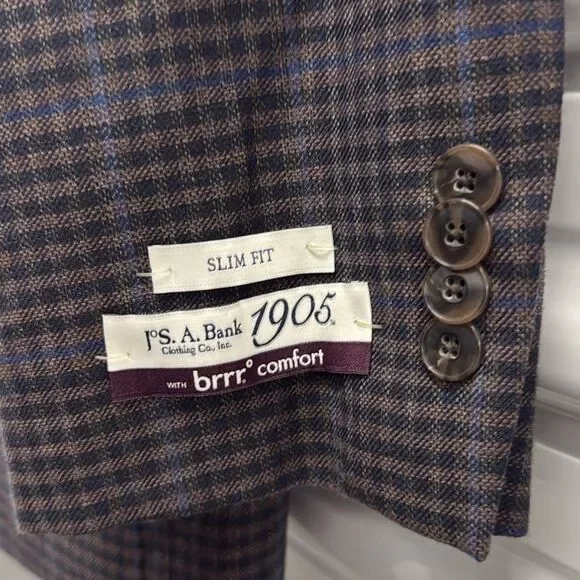 SLIM FIT
JoS. A. Bank 1905
Clothing Co., Inc.
WITH brrr.° comfort